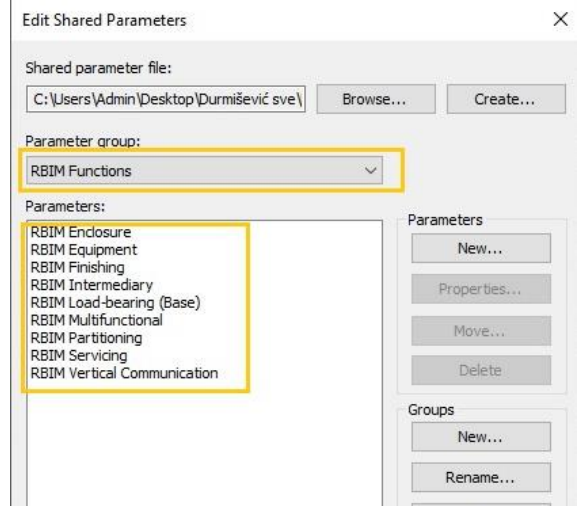 Edit Shared Parameters
Shared parameter file:
C:\Users\Admin\Desktop\Durmišević sve\
Browse...
Create...
Parameter group:
RBIM Functions
Parameters:
RBIM Enclosure
RBIM Equipment
RBIM Finishing
RBIM Intermediary
RBIM Load-bearing (Base)
RBIM Multifunctional
RBIM Partitioning
RBIM Servicing
RBIM Vertical Communication
Parameters
New...
Properties...
Move...
Delete
Groups
New...
Rename...